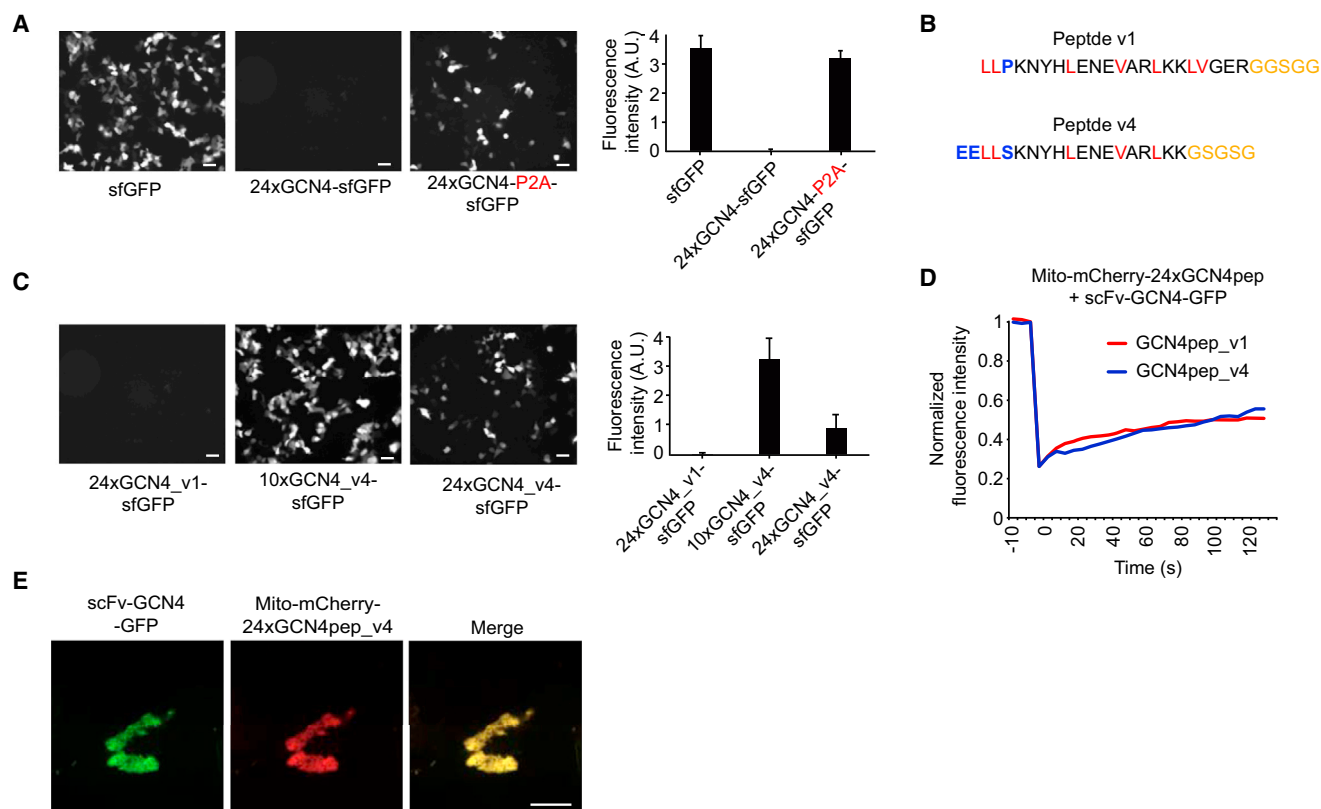 A
sfGFP
24xGCN4-sfGFP
24xGCN4-P2A-
sfGFP
Fluorescence
intensity (A.U.)
4
3
2
1
0
sfGFP
24xGCN4-sfGFP
24xGCN4-P2A-
sfGFP
B
Peptde v1
LLPKNYHLENEVARLKKLVGERGGSGG
Peptde v4
EELLSKNYHLENEVARLKKGSGSG
C
24xGCN4_v1-
sfGFP
10xGCN4_v4-
sfGFP
24xGCN4_v4-
sfGFP
Fluorescence
intensity (A.U.)
4
3
2
1
0
24xGCN4_v1-
sfGFP
10xGCN4_v4-
sfGFP
24xGCN4_v4-
sfGFP
D
Mito-mCherry-24xGCN4pep
+ scFv-GCN4-GFP
GCN4pep_v1
GCN4pep_v4
Normalized
fluorescence intensity
1
0.8
0.6
0.4
0.2
0
-10 0 20 40 60 80 100 120
Time (s)
E
scFv-GCN4
-GFP
Mito-mCherry-
24xGCN4pep_v4
Merge